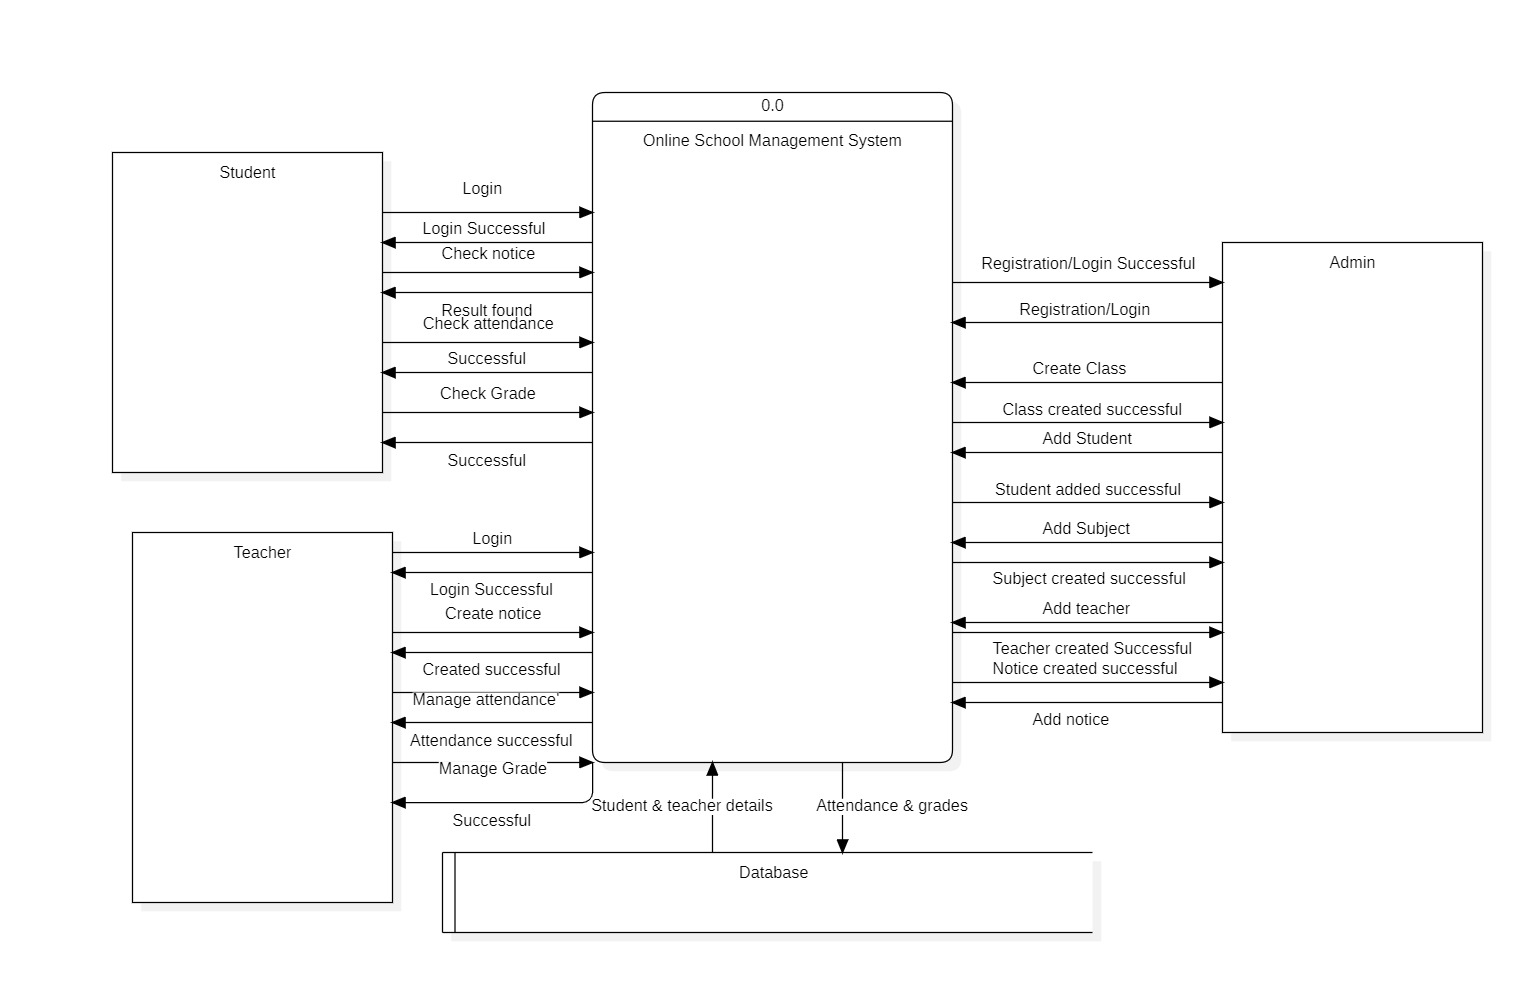 0.0
Online School Management System
Student
Login
Login Successful
Check notice
Result found
Check attendance
Successful
Check Grade
Successful
Teacher
Login
Login Successful
Create notice
Created successful
Manage attendance'
Attendance successful
Manage Grade
Successful
Admin
Registration/Login Successful
Registration/Login
Create Class
Class created successful
Add Student
Student added successful
Add Subject
Subject created successful
Add teacher
Teacher created Successful
Notice created successful
Add notice
Student & teacher details
Attendance & grades
Database